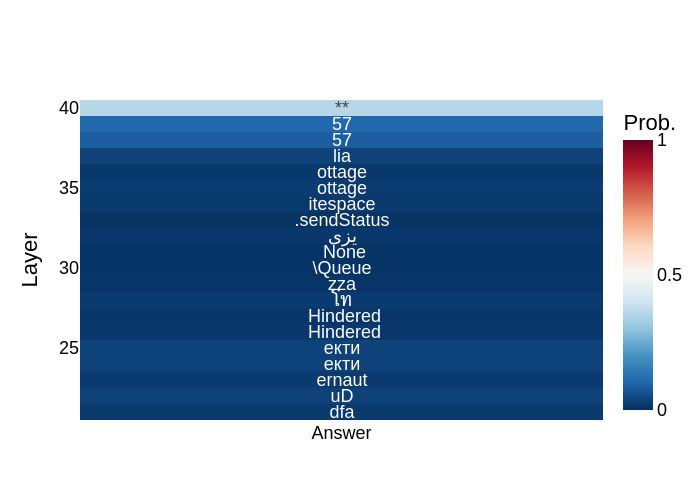 Prob.
40
**
1
57
57
lia
ottage
35
ottage
itespace
.sendStatus
یزی
None
0.5
30
\Queue
zza
โท
Hindered
Hindered
25
екти
екти
ernaut
uD
dfa
0
Layer
Answer